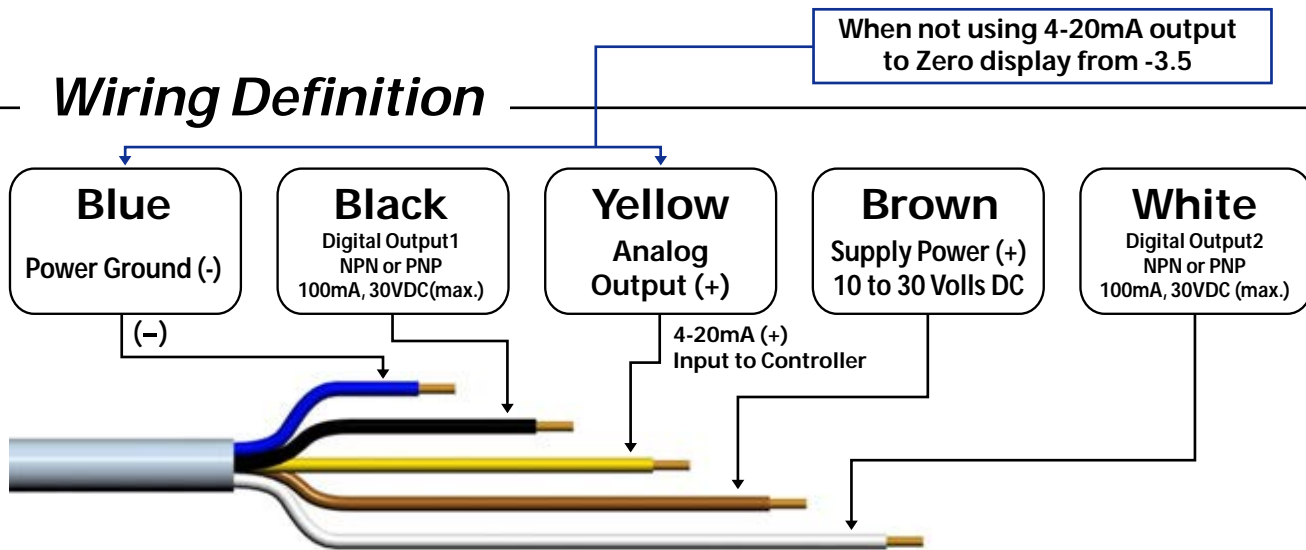 When not using 4-20mA output
to Zero display from -3.5
Wiring Definition
Blue
Power Ground (-)
Black
Digital Output1
NPN or PNP
100mA, 30VDC(max.)
Yellow
Analog
Output (+)
Brown
Supply Power (+)
10 to 30 Volls DC
White
Digital Output2
NPN or PNP
100mA, 30VDC (max.)
(–)
4-20mA (+)
Input to Controller